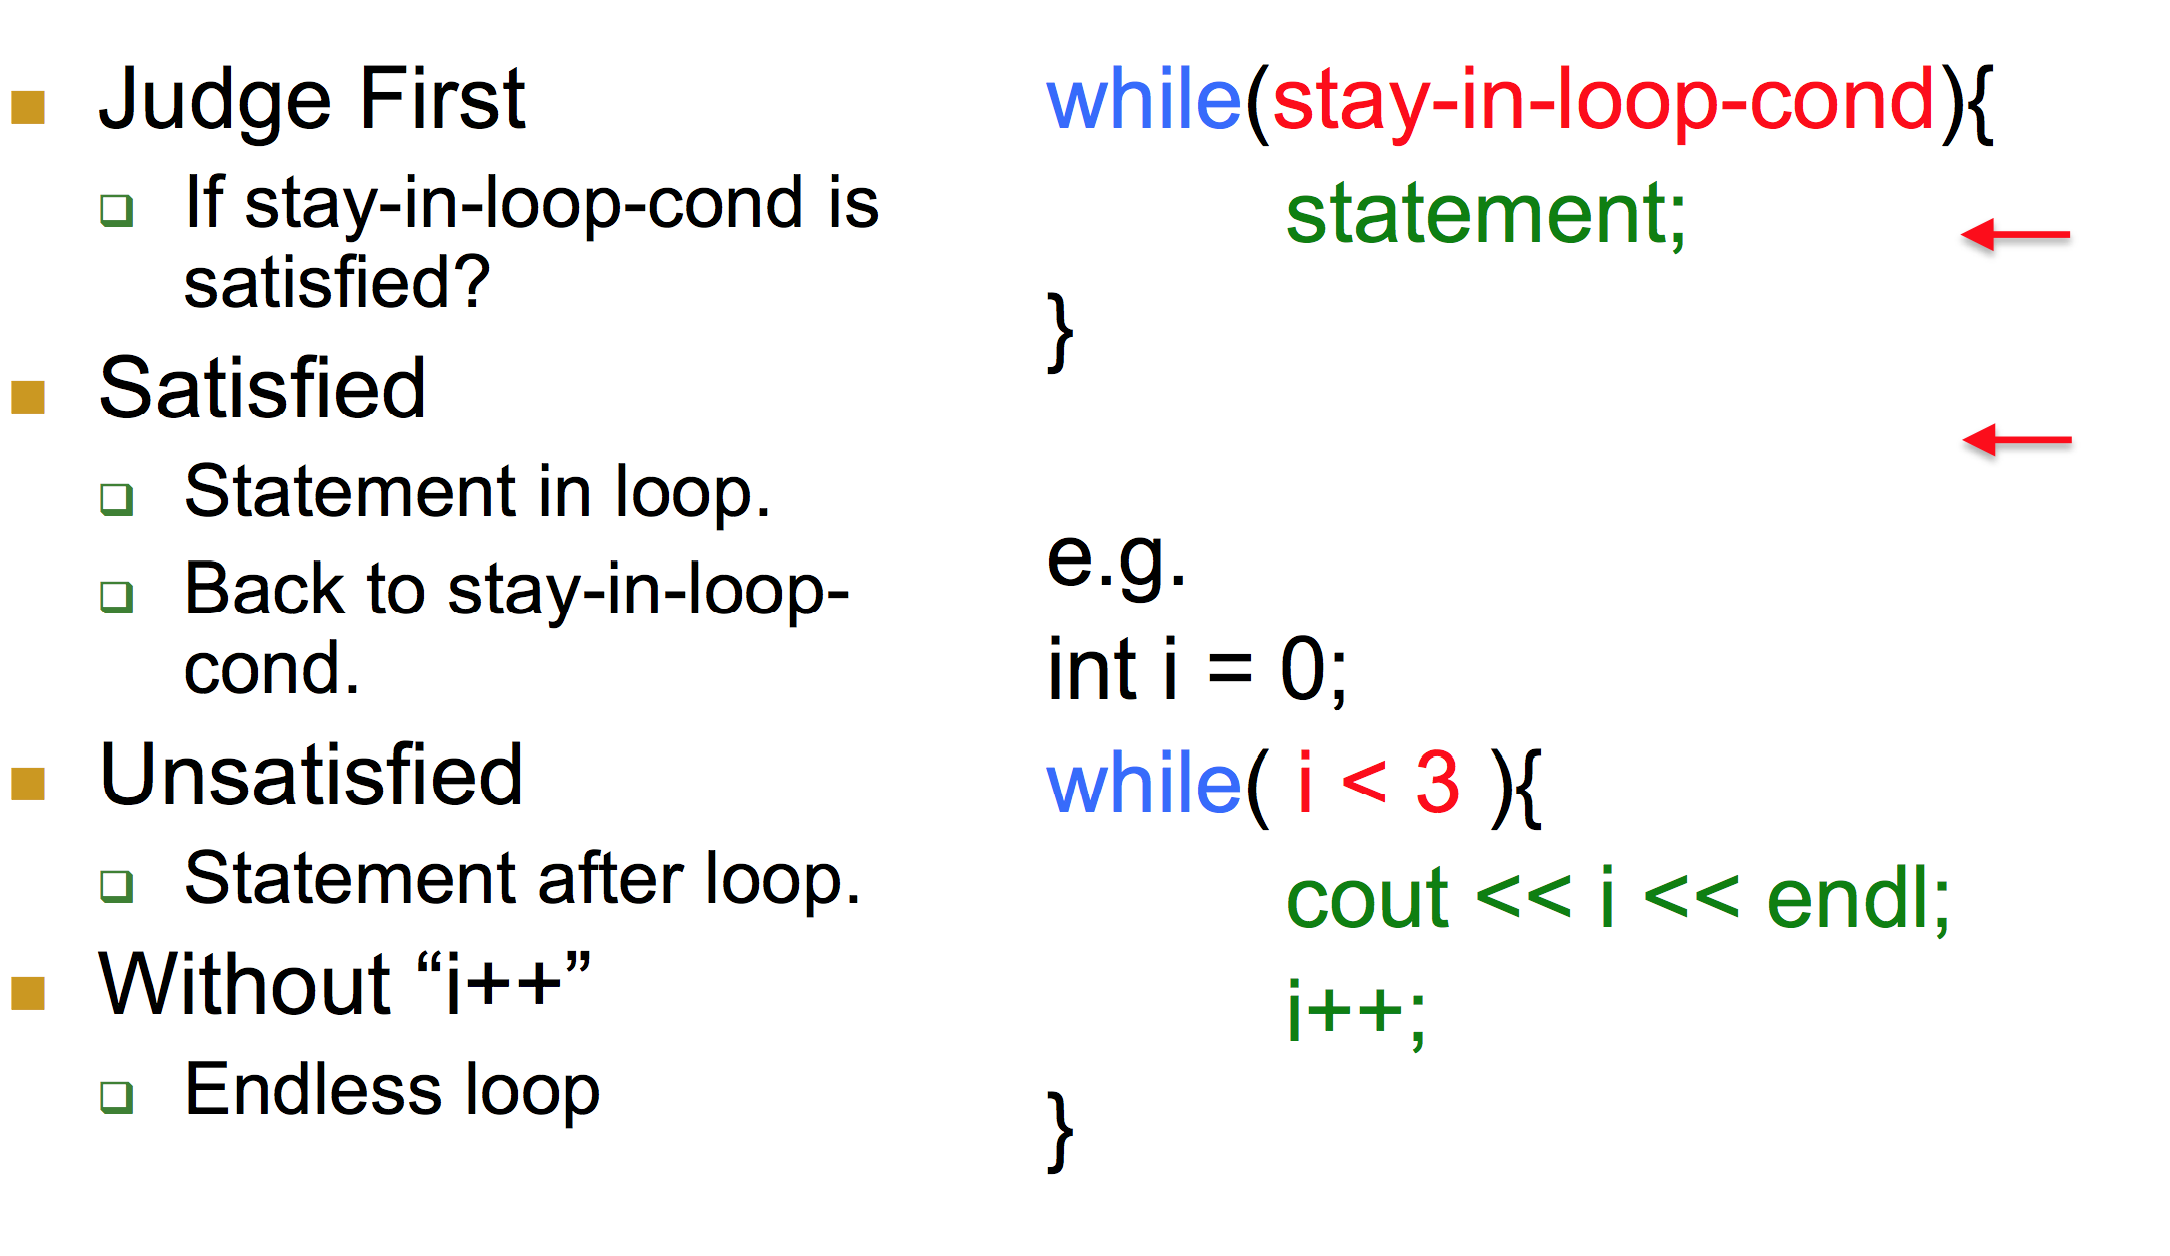 Judge First
If stay-in-loop-cond is
satisfied?
Satisfied
Statement in loop.
Back to stay-in-loop-
cond.
Unsatisfied
Statement after loop.
Without “i++”
Endless loop
while(stay-in-loop-cond){
statement;
}
e.g.
int i = 0;
while( i < 3 ){
cout << i << endl;
i++;
}